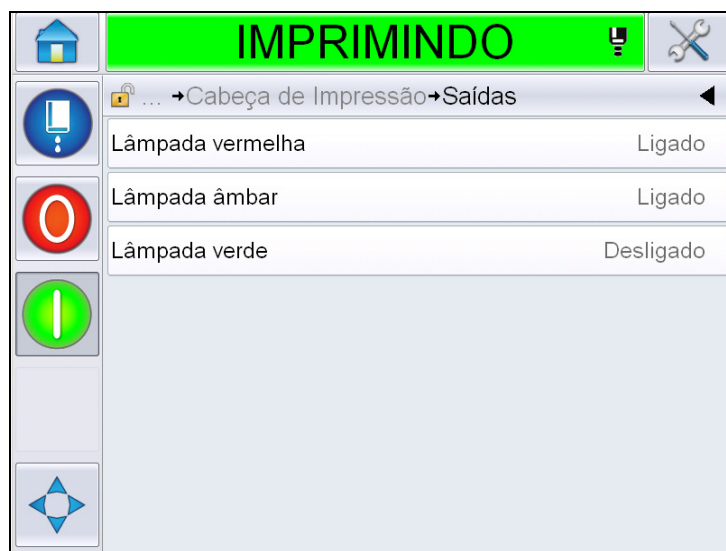 IMPRIMINDO
... →Cabeça de Impressão→Saídas
Lâmpada vermelha Ligado
Lâmpada âmbar Ligado
Lâmpada verde Desligado